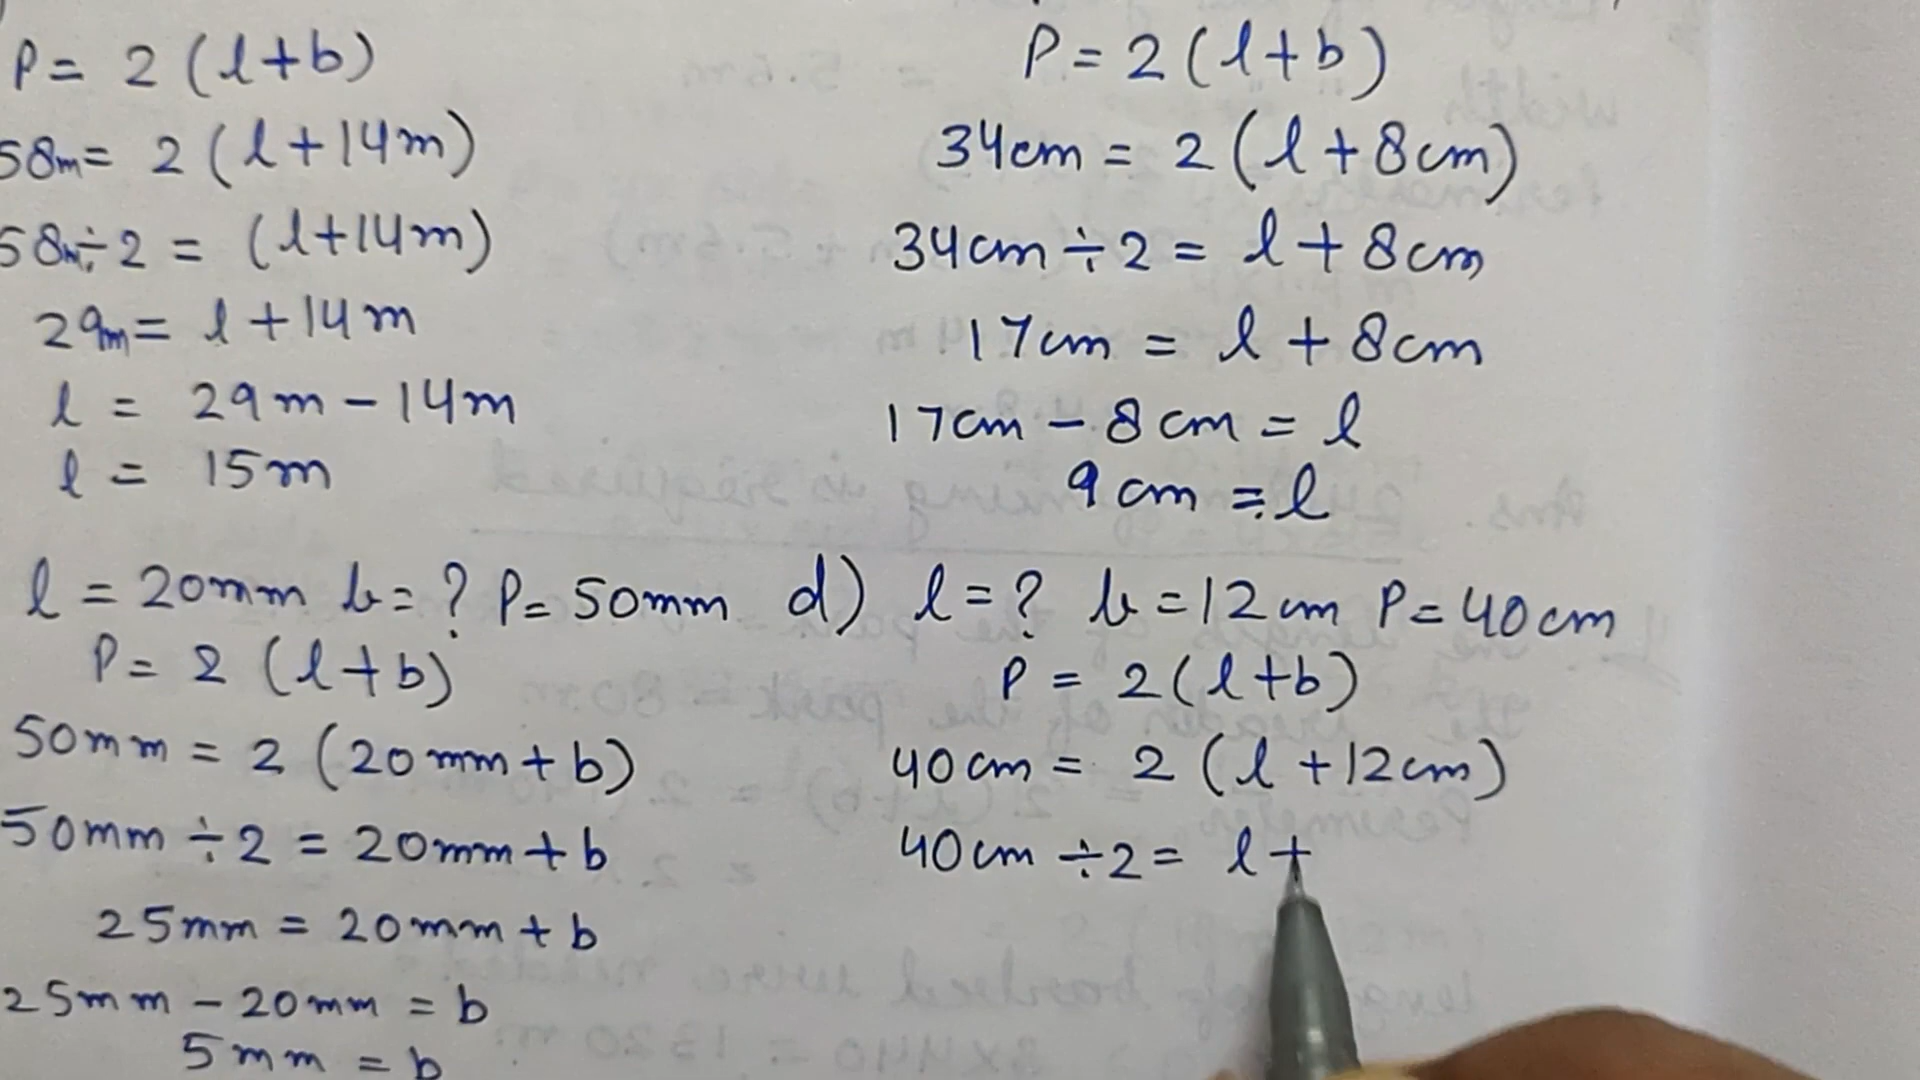 P = 2 (l+b)
58m = 2 (l+14m)
58m÷2 = (l+14m)
29m = l+14m
l = 29m - 14m
l = 15m
P = 2 (l+b)
34cm = 2 (l+8cm)
34cm÷2 = l+8cm
17cm = l+8cm
17cm - 8cm = l
9cm = l
l = 20mm b = ? P = 50mm
P = 2 (l+b)
50mm = 2 (20mm+b)
50mm÷2 = 20mm+b
25mm = 20mm+b
25mm - 20mm = b
5mm = b
d) l = ? b = 12cm P = 40cm
P = 2(l+b)
40cm = 2 (l+12cm)
40cm÷2 = l+